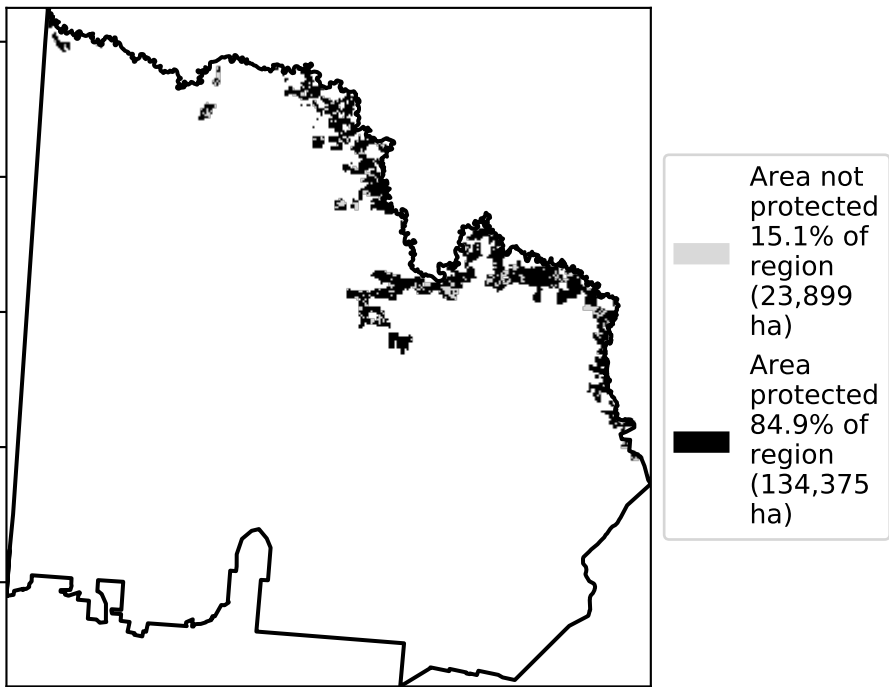 Area not
protected
15.1% of
region
(23,899
ha)
Area
protected
84.9% of
region
(134,375
ha)